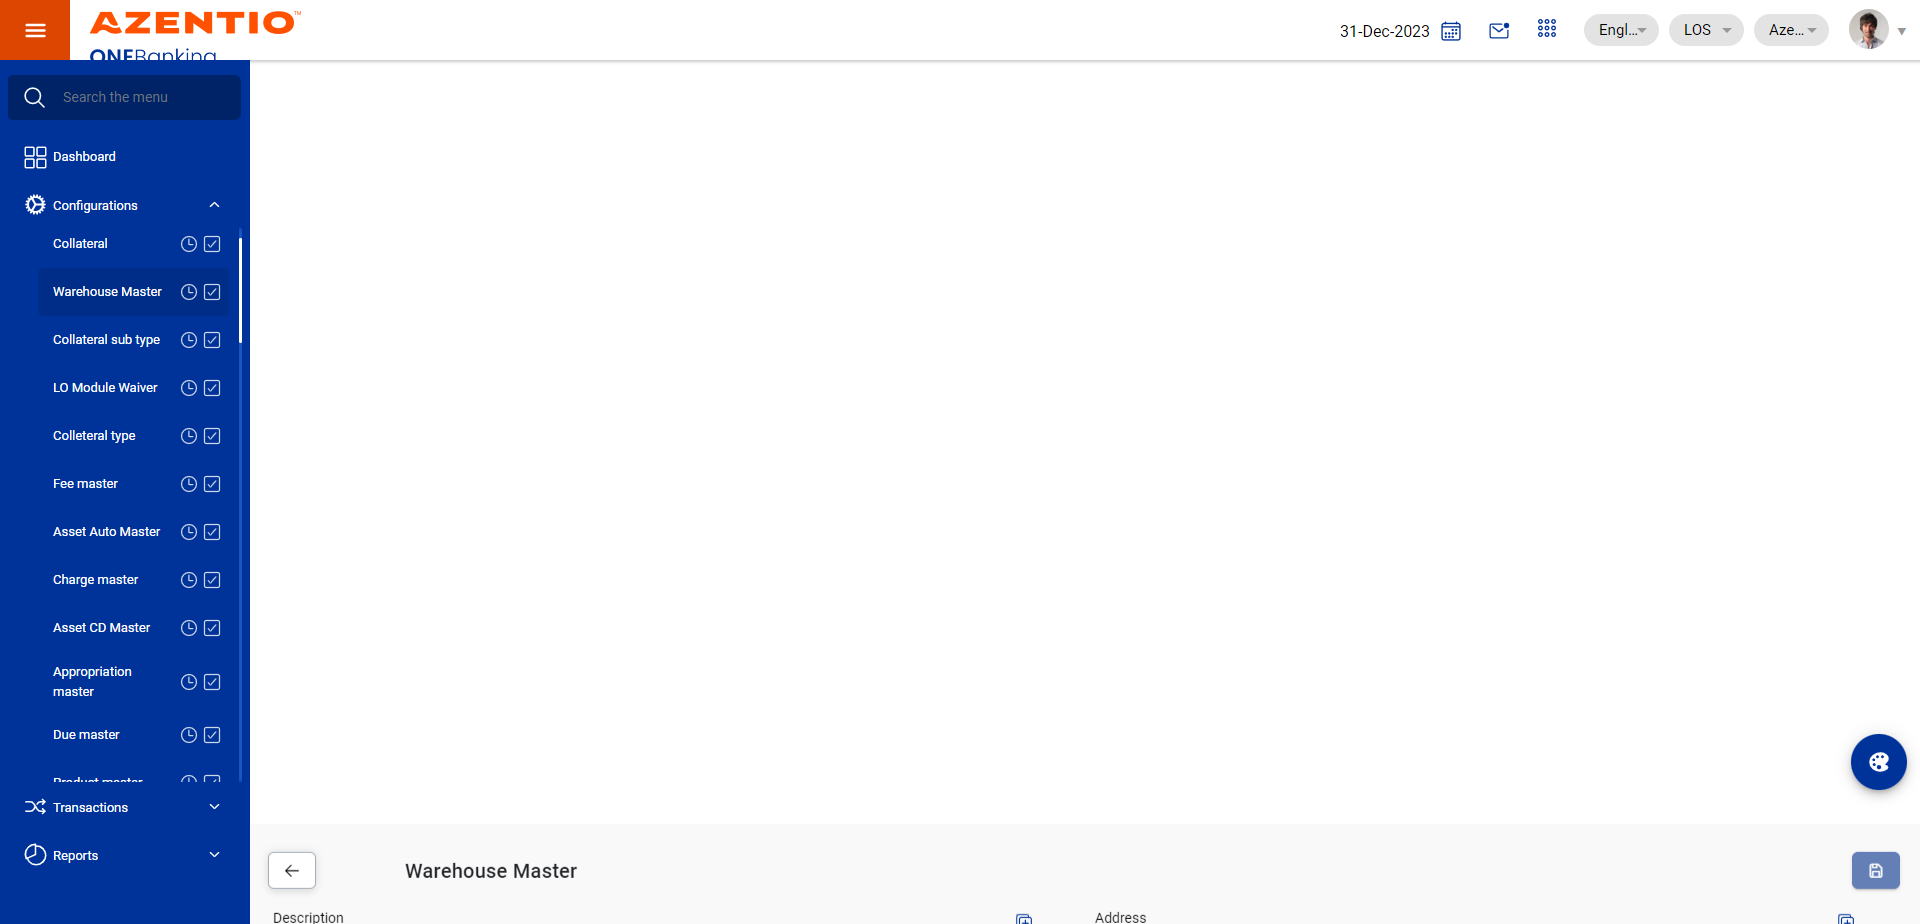 AZENTIO™
ONEBanking
31-Dec-2023
Engl...
LOS
Aze...
Search the menu
Dashboard
Configurations
Collateral
Warehouse Master
Collateral sub type
LO Module Waiver
Colleteral type
Fee master
Asset Auto Master
Charge master
Asset CD Master
Appropriation
master
Due master
Product master
Transactions
Reports
Warehouse Master
Description
Address